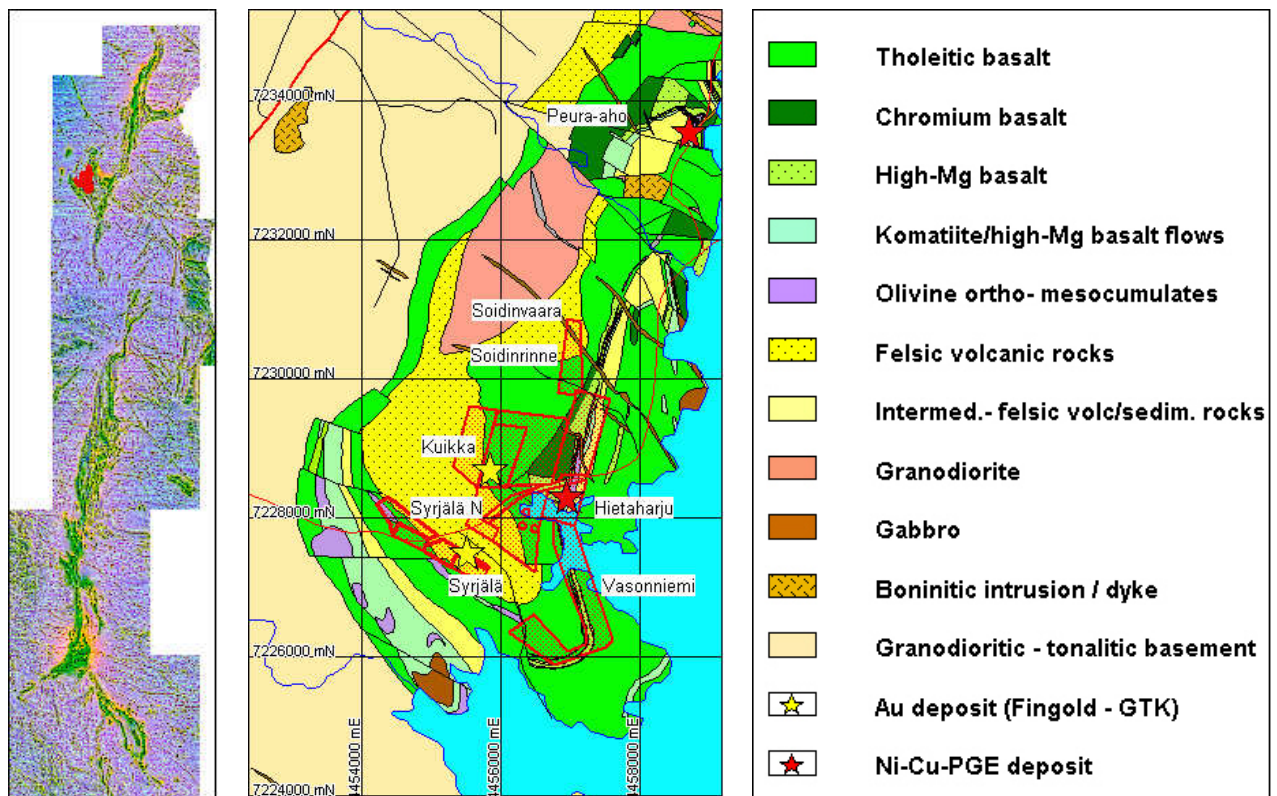 7234000 mN
Peura-aho
7232000 mN
Soidinvaara
Soidinrinne
7230000 mN
Kuikka
Syrjälä N
Hietaharju
7228000 mN
Syrjälä
Vasonniemi
7226000 mN
7224000 mN
4454000 mE
4456000 mE
4458000 mE
Tholeitic basalt
Chromium basalt
High-Mg basalt
Komatiite/high-Mg basalt flows
Olivine ortho- mesocumulates
Felsic volcanic rocks
Intermed.- felsic volc/sedim. rocks
Granodiorite
Gabbro
Boninitic intrusion / dyke
Granodioritic - tonalitic basement
Au deposit (Fingold - GTK)
Ni-Cu-PGE deposit